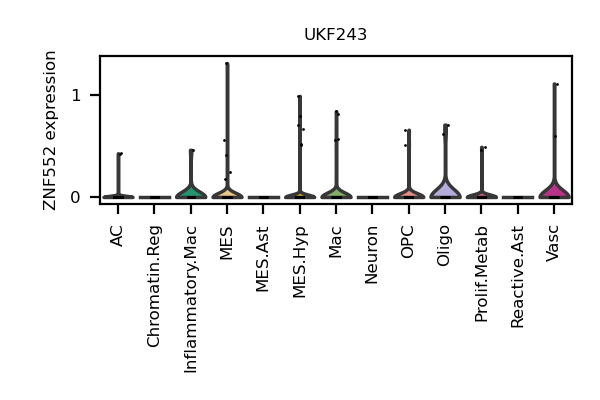 UKF243
ZNF552 expression
1
0
AC
Chromatin.Reg
Inflammatory.Mac
MES
MES.Ast
MES.Hyp
Mac
Neuron
OPC
Oligo
Prolif.Metab
Reactive.Ast
Vasc